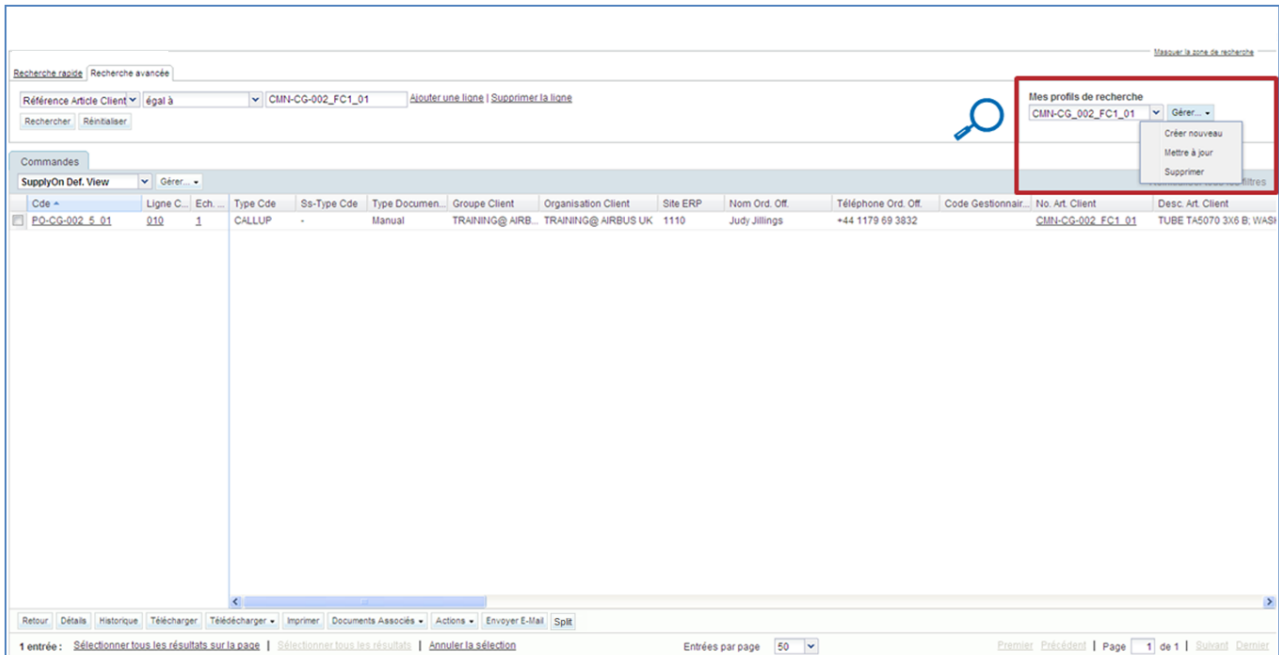 Masquer la zone de recherche
Recherche rapide Recherche avancée
Référence Article Client égal à CMN-CG-002_FC1_01 Ajouter une ligne | Supprimer la ligne
Rechercher Réinitialiser
Mes profils de recherche
CMN-CG_002_FC1_01 Gérer...
Créer nouveau
Mettre à jour
Supprimer
Commandes
SupplyOn Def. View Gérer... filtres
Cde Ligne C... Ech. ... Type Cde Ss-Type Cde Type Documen... Groupe Client Organisation Client Site ERP Nom Ord. Off. Téléphone Ord. Off. Code Gestionnair... No. Art. Client Desc. Art. Client
PO-CG-002_5_01 010 1 CALLUP - Manual TRAINING@ AIRB... TRAINING@ AIRBUS UK 1110 Judy Jillings +44 1179 69 3832 CMN-CG-002_FC1_01 TUBE TA5070 3X6 B; WASH
Retour Détails Historique Télécharger Télédécharger Imprimer Documents Associés Actions Envoyer E-Mail Split
1 entrée : Sélectionner tous les résultats sur la page | Sélectionner tous les résultats | Annuler la sélection Entrées par page 50 Premier Précédent | Page 1 de 1 | Suivant Dernier